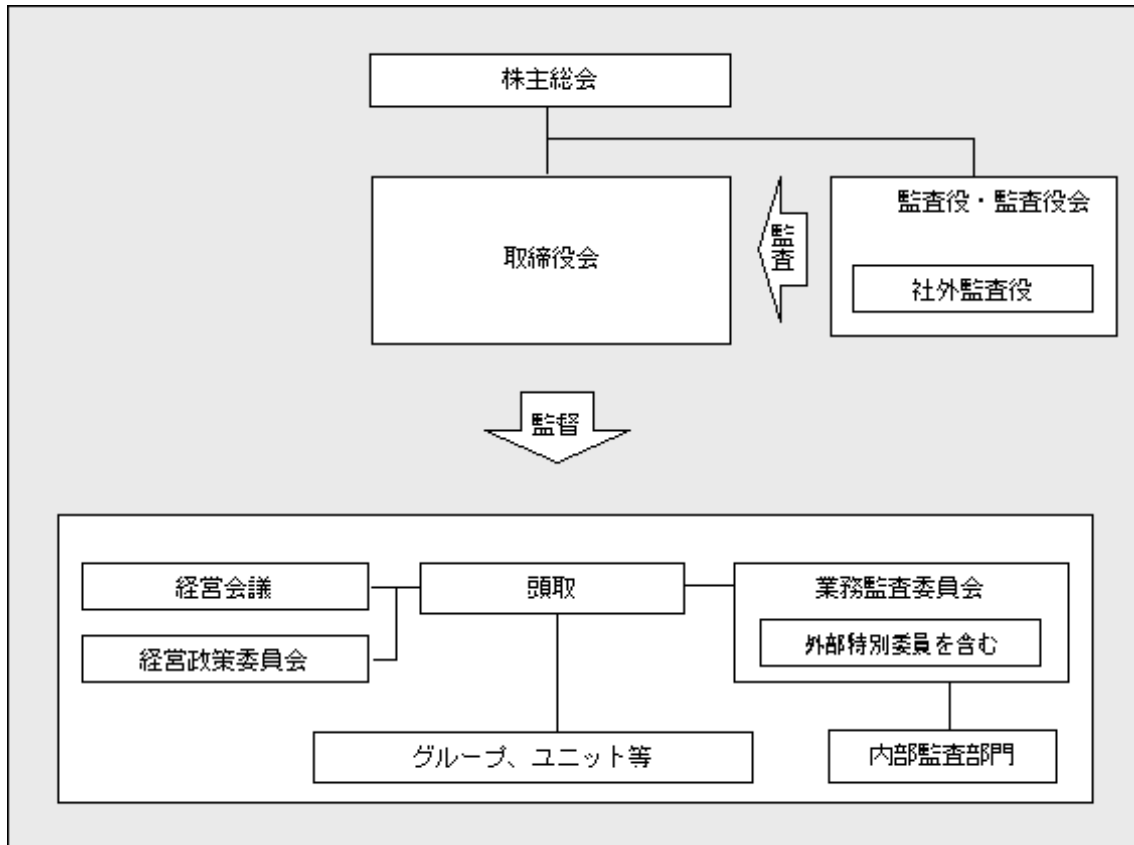 株主総会
監査役・監査役会
監査
取締役会
社外監査役
監督
経営会議
頭取
業務監査委員会
外部特別委員を含む
経営政策委員会
グループ、ユニット等
内部監査部門